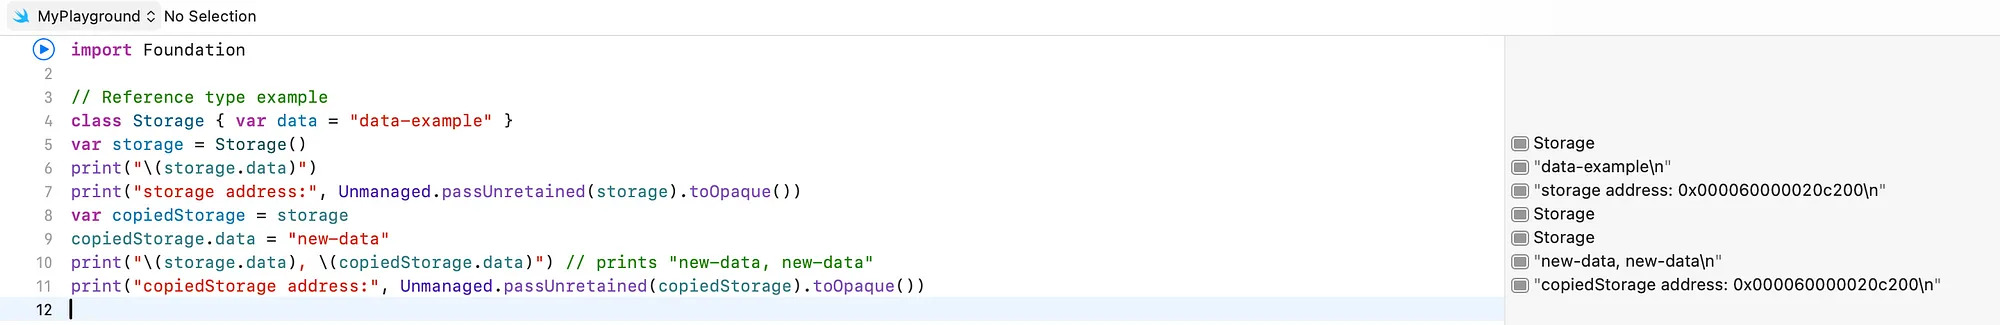 MyPlayground No Selection
import Foundation
2
3 // Reference type example
4 class Storage { var data = "data-example" }
5 var storage = Storage() Storage
6 print("\(storage.data)") "data-example\n"
7 print("storage address:", Unmanaged.passUnretained(storage).toOpaque()) "storage address: 0x000060000020c200\n"
8 var copiedStorage = storage Storage
9 copiedStorage.data = "new-data" Storage
10 print("\(storage.data), \(copiedStorage.data)") // prints "new-data, new-data" "new-data, new-data\n"
11 print("copiedStorage address:", Unmanaged.passUnretained(copiedStorage).toOpaque()) "copiedStorage address: 0x000060000020c200\n"
12